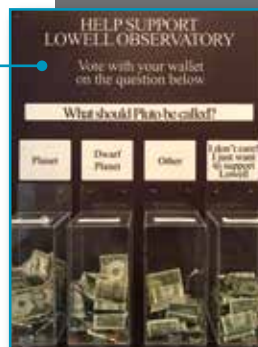 HELP SUPPORT
LOWELL OBSERVATORY
Vote with your wallet
on the question below
What should Pluto be called?
Planet
Dwarf
Planet
Other
I don't care!
I just want
to support
Lowell